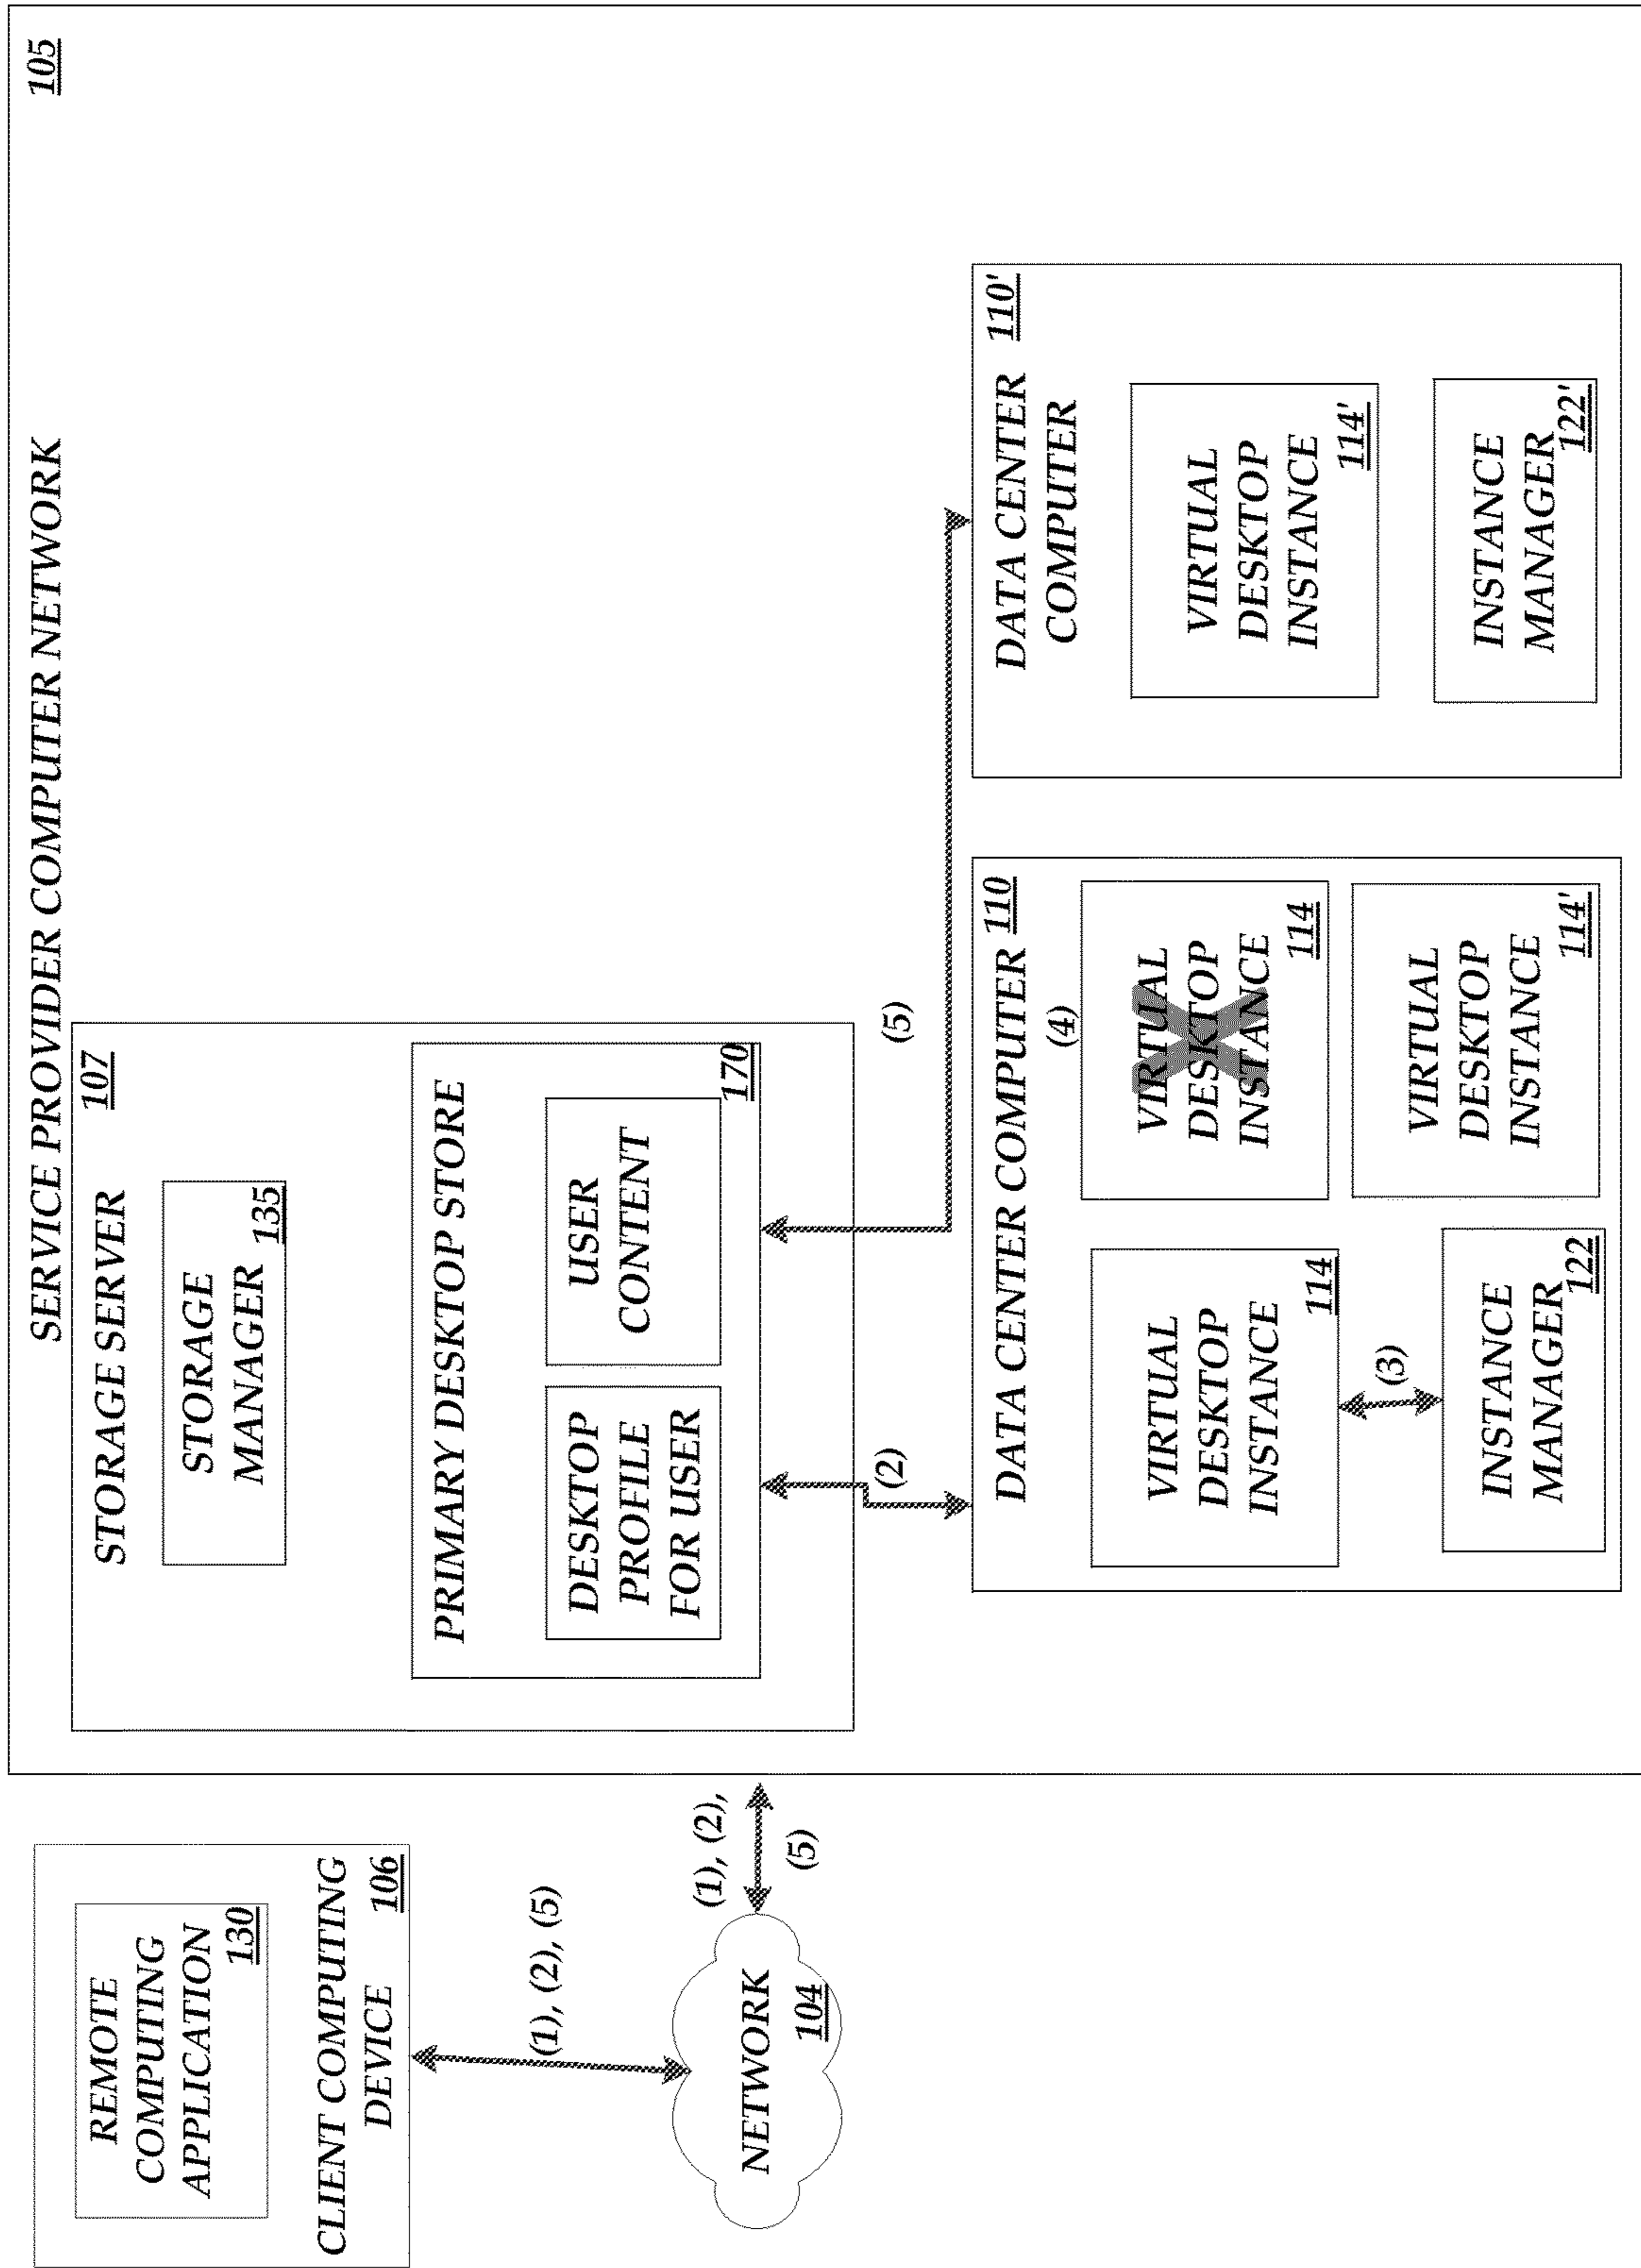 REMOTE
COMPUTING
APPLICATION
130
CLIENT COMPUTING
DEVICE
106
(1), (2), (5)
NETWORK
104
(1), (2),
(5)
SERVICE PROVIDER COMPUTER NETWORK
105
STORAGE SERVER
107
STORAGE
MANAGER
135
PRIMARY DESKTOP STORE
DESKTOP
PROFILE
FOR USER
USER
CONTENT
170
(2)
(5)
DATA CENTER COMPUTER
110
VIRTUAL
DESKTOP
INSTANCE
114
(3)
INSTANCE
MANAGER
122
(4)
VIRTUAL
DESKTOP
INSTANCE
114
VIRTUAL
DESKTOP
INSTANCE
114'
DATA CENTER
COMPUTER
110'
VIRTUAL
DESKTOP
INSTANCE
114'
INSTANCE
MANAGER
122'